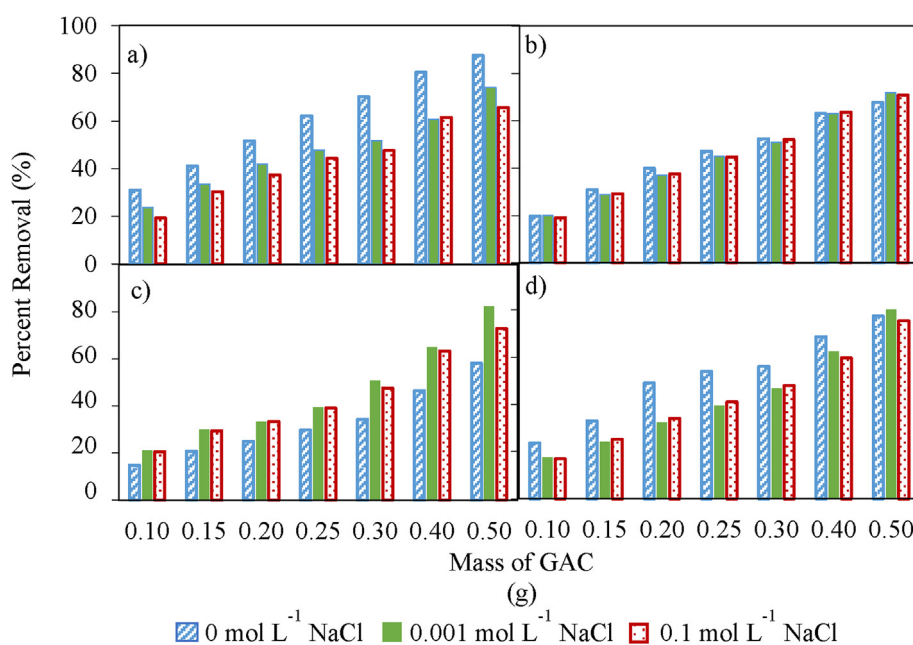 100
a)
b)
80
60
40
20
0
Percent Removal (%)
c)
d)
80
60
40
20
0
0.10 0.15 0.20 0.25 0.30 0.40 0.50 0.10 0.15 0.20 0.25 0.30 0.40 0.50
Mass of GAC
(g)
0 mol L⁻¹ NaCl 0.001 mol L⁻¹ NaCl 0.1 mol L⁻¹ NaCl